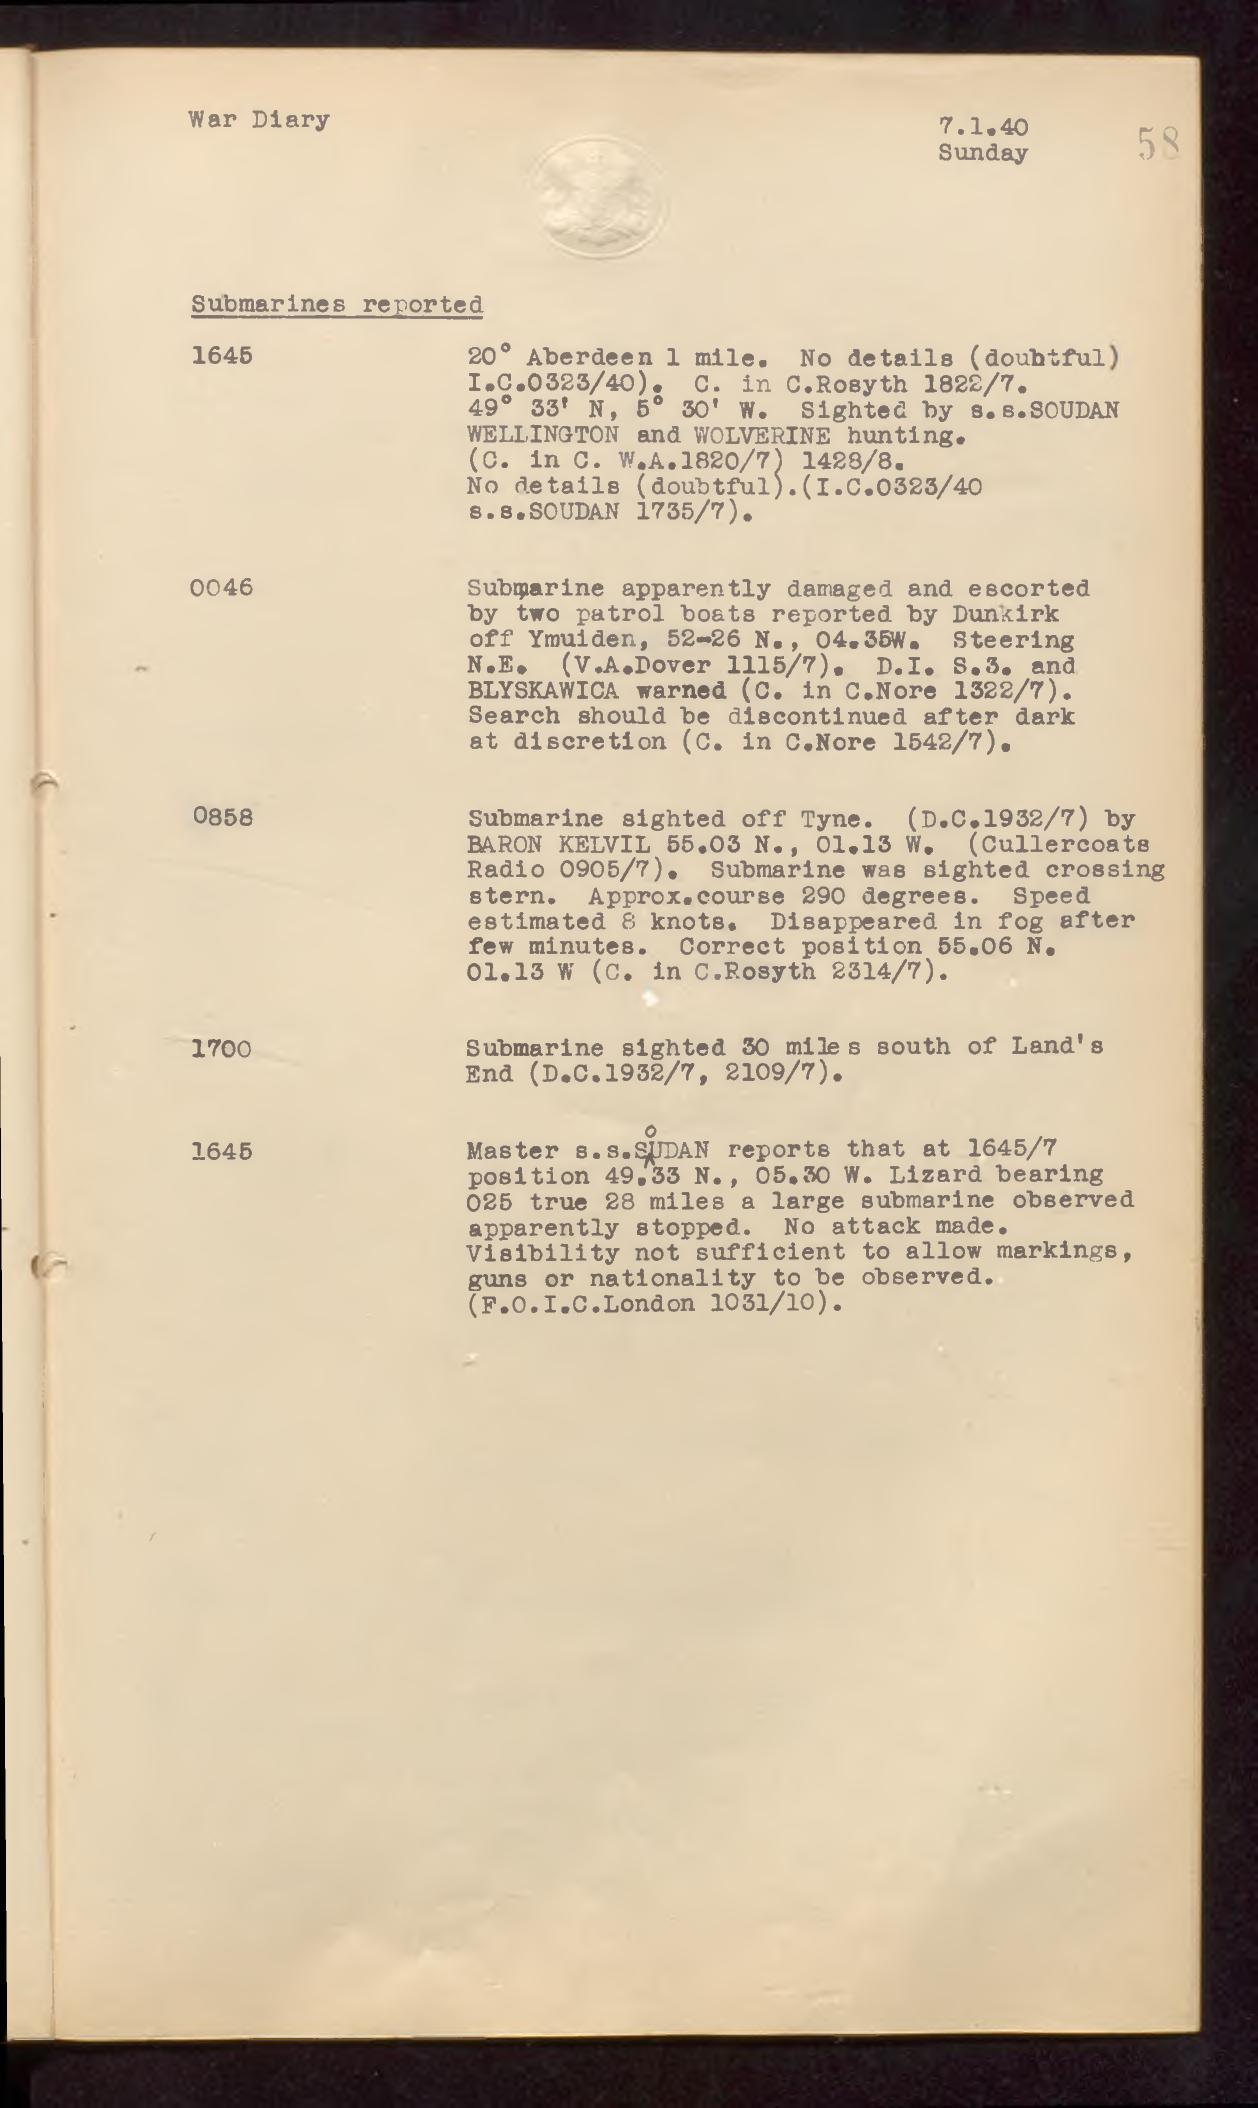 War Diary
7.1.40
Sunday
58
Submarines reported
1645 20° Aberdeen 1 mile. No details (doubtful)
I.C.0323/40). C. in C.Rosyth 1822/7.
49° 33' N, 5° 30' W. Sighted by s.s.SOUDAN
WELLINGTON and WOLVERINE hunting.
(C. in C. W.A.1820/7) 1428/8.
No details (doubtful).(I.C.0323/40
s.s.SOUDAN 1735/7).
0046 Submarine apparently damaged and escorted
by two patrol boats reported by Dunkirk
off Ymuiden, 52-26 N., 04.35W. Steering
N.E. (V.A.Dover 1115/7). D.I. S.3. and
BLYSKAWICA warned (C. in C.Nore 1322/7).
Search should be discontinued after dark
at discretion (C. in C.Nore 1542/7).
0858 Submarine sighted off Tyne. (D.C.1932/7) by
BARON KELVIL 55.03 N., 01.13 W. (Cullercoats
Radio 0905/7). Submarine was sighted crossing
stern. Approx.course 290 degrees. Speed
estimated 8 knots. Disappeared in fog after
few minutes. Correct position 55.06 N.
01.13 W (C. in C.Rosyth 2314/7).
1700 Submarine sighted 30 miles south of Land's
End (D.C.1932/7, 2109/7).
1645 Master s.s.SOUDAN reports that at 1645/7
position 49.33 N., 05.30 W. Lizard bearing
025 true 28 miles a large submarine observed
apparently stopped. No attack made.
Visibility not sufficient to allow markings,
guns or nationality to be observed.
(F.O.I.C.London 1031/10).